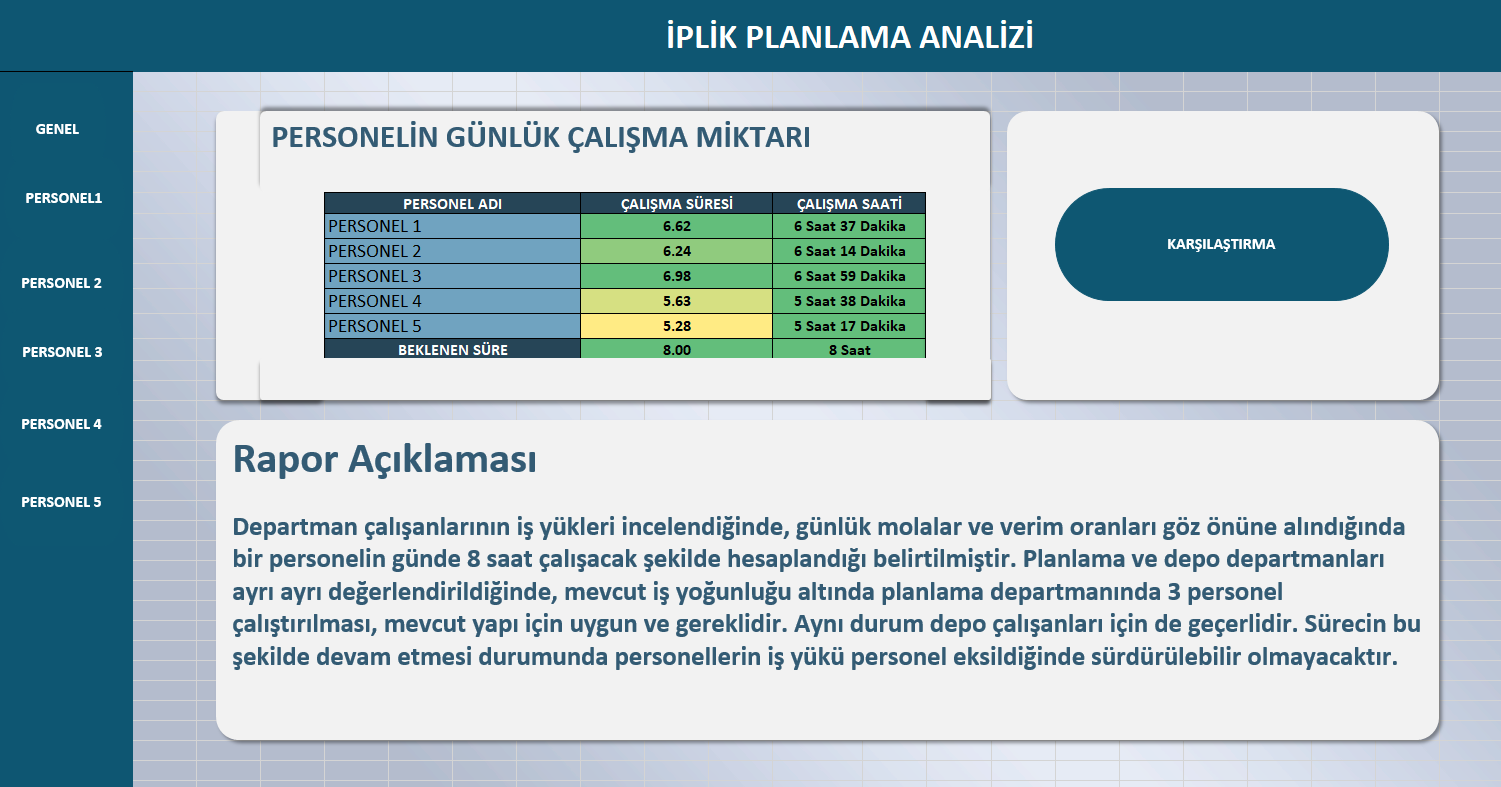 İPLİK PLANLAMA ANALİZİ
GENEL
PERSONEL1
PERSONEL 2
PERSONEL 3
PERSONEL 4
PERSONEL 5
PERSONELİN GÜNLÜK ÇALIŞMA MİKTARI
PERSONEL ADI ÇALIŞMA SÜRESİ ÇALIŞMA SAATİ
PERSONEL 1 6.62 6 Saat 37 Dakika
PERSONEL 2 6.24 6 Saat 14 Dakika
PERSONEL 3 6.98 6 Saat 59 Dakika
PERSONEL 4 5.63 5 Saat 38 Dakika
PERSONEL 5 5.28 5 Saat 17 Dakika
BEKLENEN SÜRE 8.00 8 Saat
KARŞILAŞTIRMA
Rapor Açıklaması
Departman çalışanlarının iş yükleri incelendiğinde, günlük molalar ve verim oranları göz önüne alındığında
bir personelin günde 8 saat çalışacak şekilde hesaplandığı belirtilmiştir. Planlama ve depo departmanları
ayrı ayrı değerlendirildiğinde, mevcut iş yoğunluğu altında planlama departmanında 3 personel
çalıştırılması, mevcut yapı için uygun ve gereklidir. Aynı durum depo çalışanları için de geçerlidir. Sürecin bu
şekilde devam etmesi durumunda personellerin iş yükü personel eksildiğinde sürdürülebilir olmayacaktır.